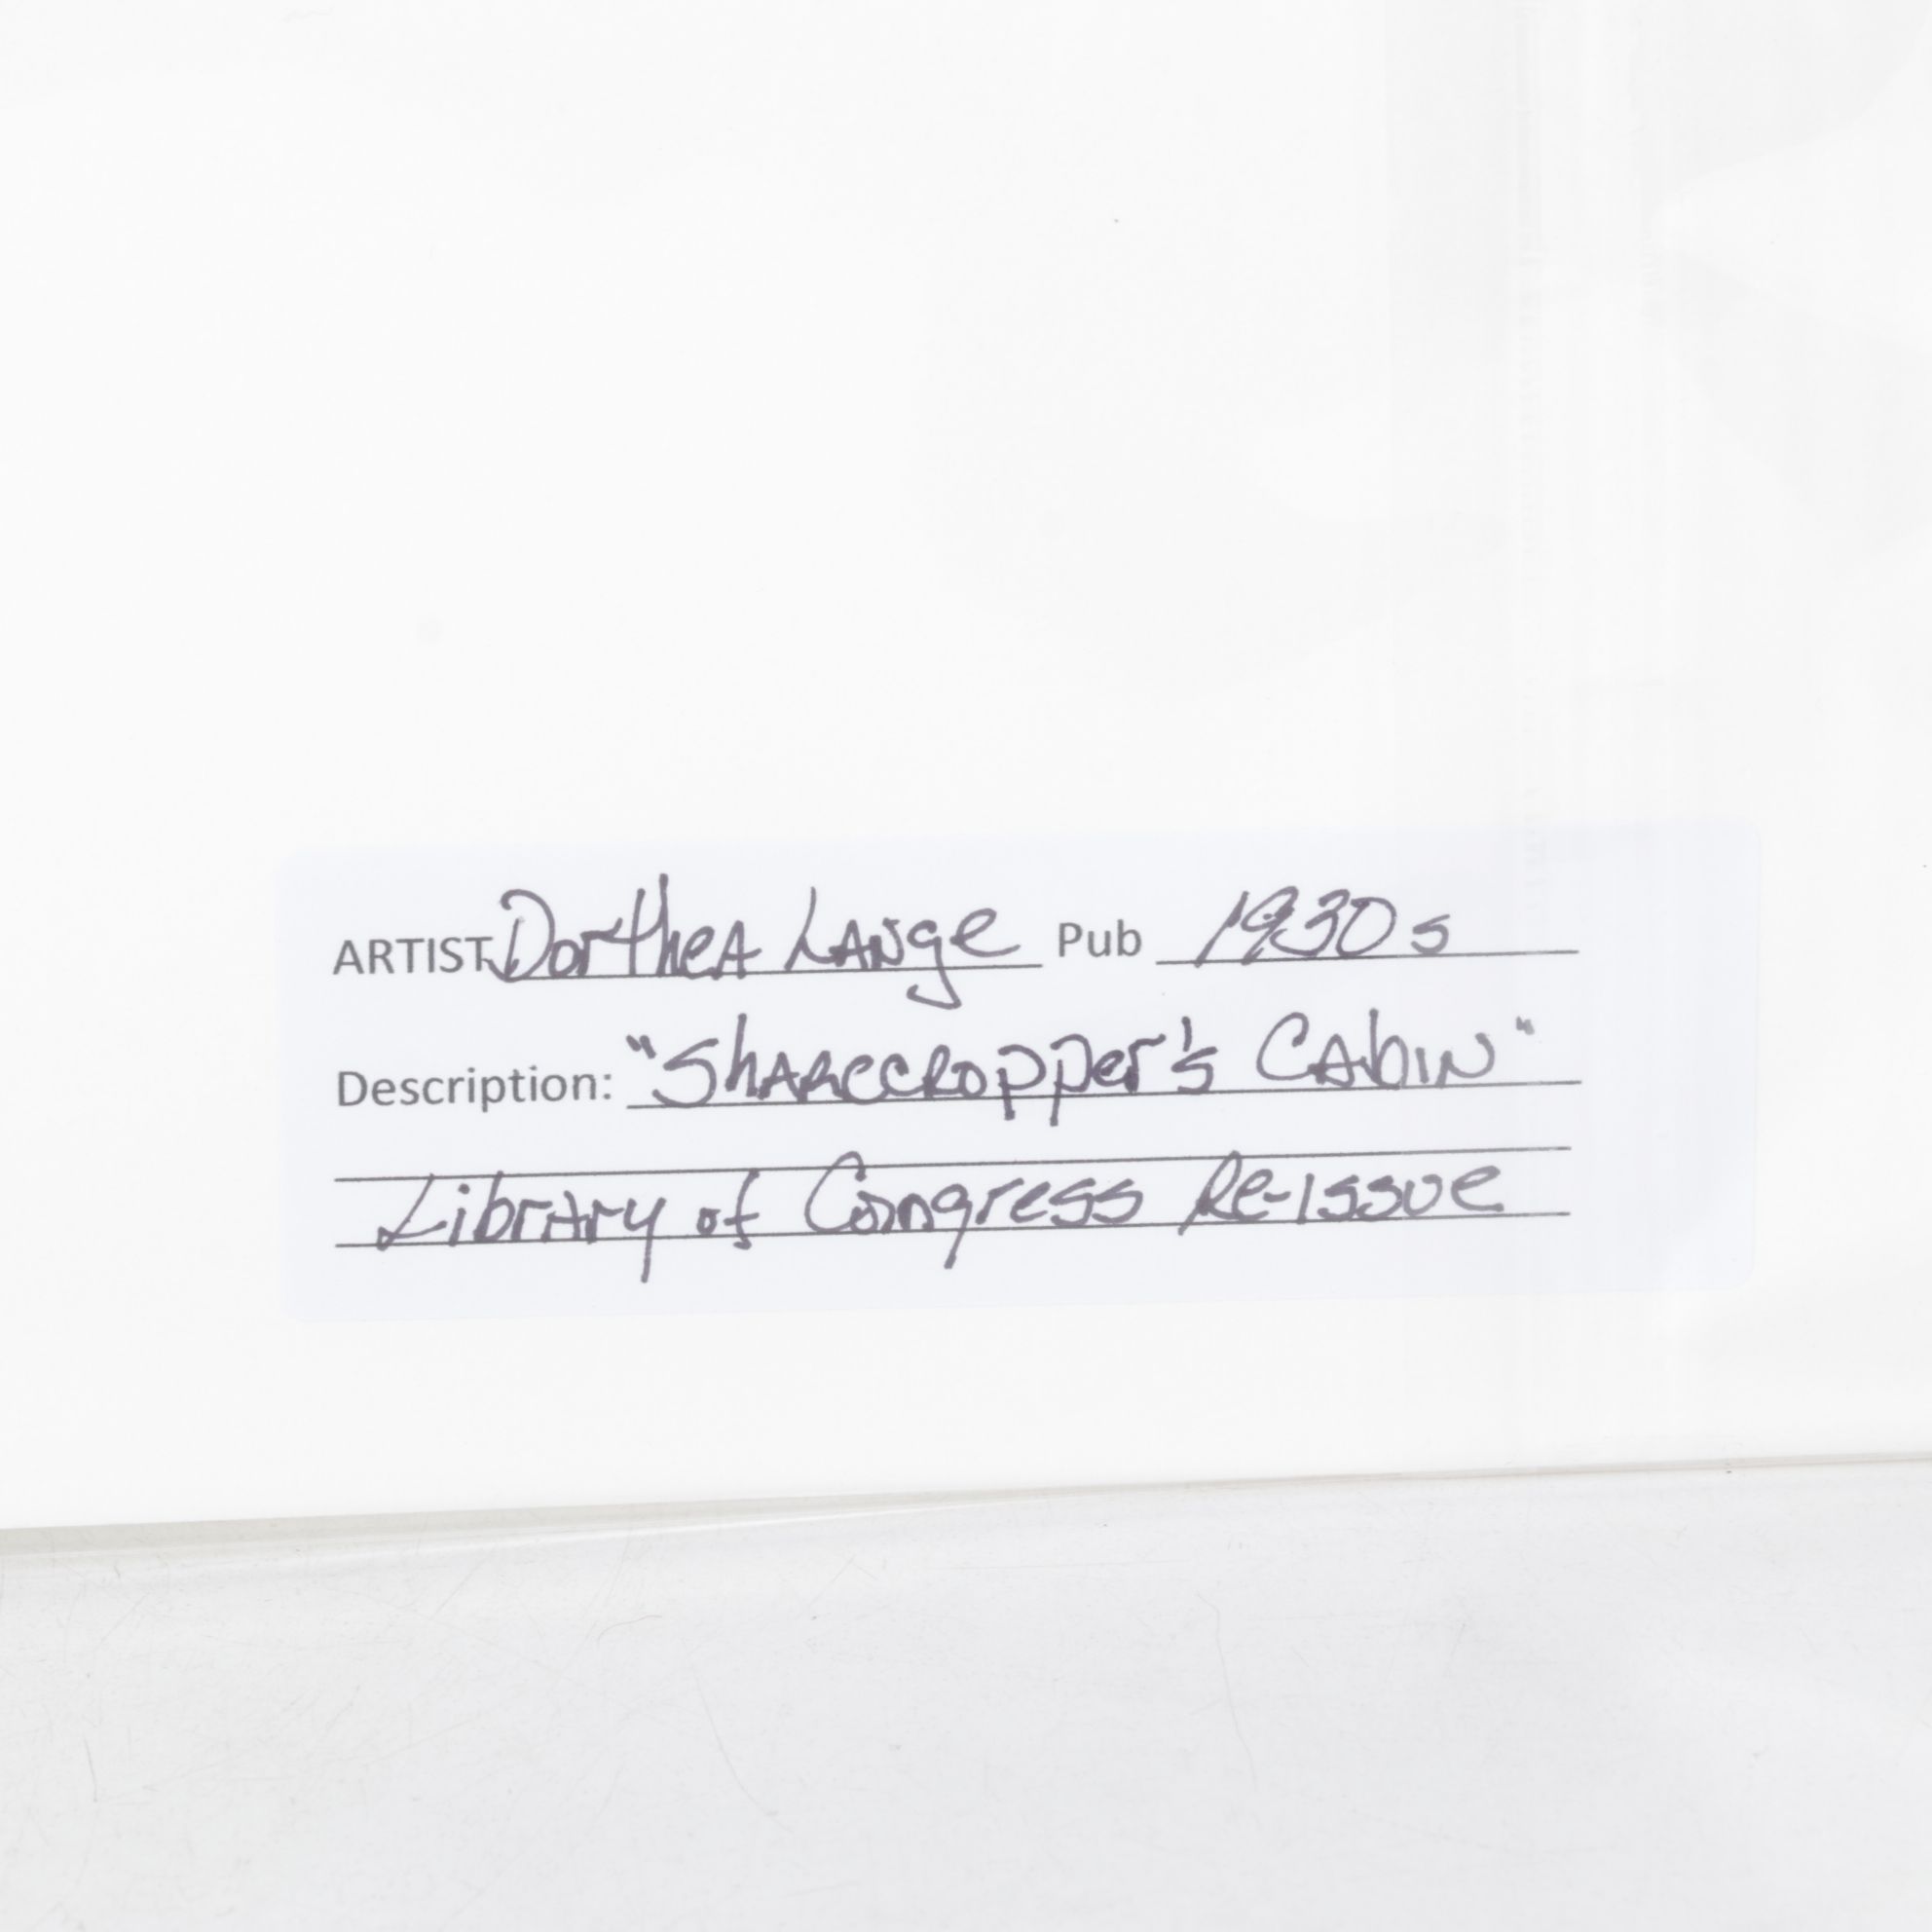 ARTIST Dorthea Lange Pub 1930s
Description: "Sharecropper's Cabin"
Library of Congress Re-issue